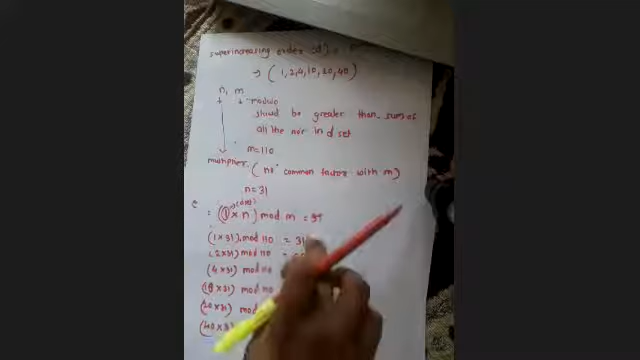 superincreasing order (d) =
→ (1,2,4,10,20,40)
n, m
modulo
should be greater than sum of
all the no: in d set
m=110
multiplier. (no common factor with m)
n=31
e
= (1 × n) mod m = 31
(1×31) mod 110 = 31
(2×31) mod 110 =
(4×31) mod 110
(10×31) mod
(20×31) mod
(40×3